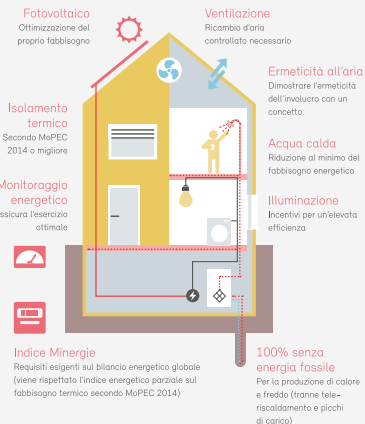 Fotovoltaico
Ottimizzazione del
proprio fabbisogno
Ventilazione
Ricambio d'aria
controllato necessario
Ermeticità all'aria
Dimostrare l'ermeticità
dell'involucro con un
concetto
Isolamento
termico
Secondo MoPEC
2014 o migliore
Acqua calda
Riduzione al minimo del
fabbisogno energetico
Monitoraggio
energetico
ssicura l'esercizio
ottimale
Illuminazione
Incentivi per un'elevata
efficienza
Indice Minergie
Requisiti esigenti sul bilancio energetico globale
(viene rispettato l'indice energetico parziale sul
fabbisogno termico secondo MoPEC 2014)
100% senza
energia fossile
Per la produzione di calore
e freddo (tranne tele-
riscaldamento e picchi
di carico)